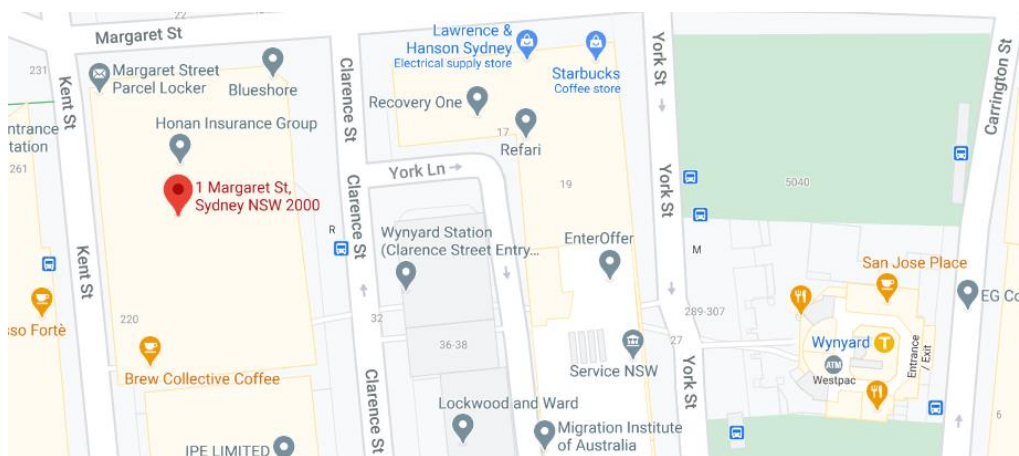 22
Margaret St
231
Kent St
Margaret Street
Parcel Locker
Blueshore
Clarence St
Lawrence &
Hanson Sydney
Electrical supply store
Starbucks
Coffee store
York St
Carrington St
Recovery One
17
Refari
ntrance
tation
261
Honan Insurance Group
York Ln
1 Margaret St,
Sydney NSW 2000
Clarence St
19
York St
5040
R
Wynyard Station
(Clarence Street Entry...
EnterOffer
M
San Jose Place
EG Co
Kent St
sso Fortè
220
32
289-307
27
Wynyard
T
ATM
Westpac
Entrance
/ Exit
36-38
Service NSW
York St
Brew Collective Coffee
Clarence St
Lockwood and Ward
Migration Institute
of Australia
6
IPE LIMITED